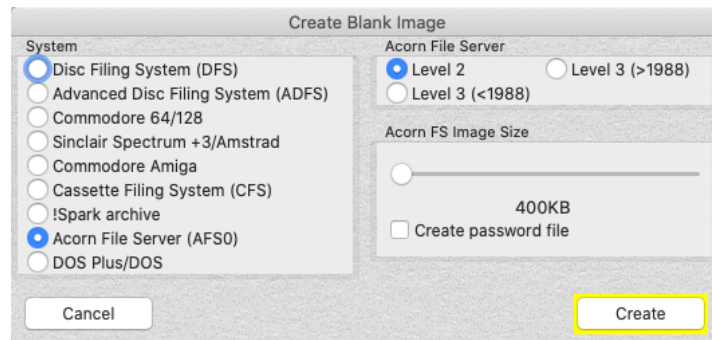 Create Blank Image
System
Disc Filing System (DFS)
Advanced Disc Filing System (ADFS)
Commodore 64/128
Sinclair Spectrum +3/Amstrad
Commodore Amiga
Cassette Filing System (CFS)
!Spark archive
Acorn File Server (AFS0)
DOS Plus/DOS
Acorn File Server
Level 2 Level 3 (>1988)
Level 3 (<1988)
Acorn FS Image Size
400KB
Create password file
Cancel Create